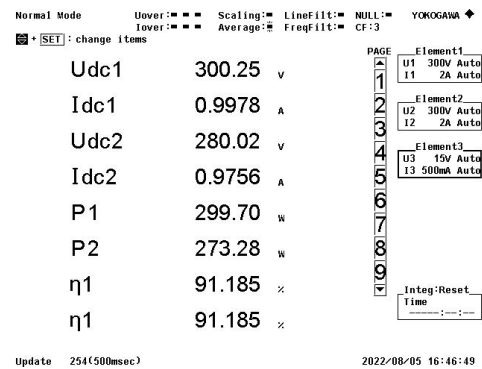 Normal Mode Uover:- - - Scaling:- LineFilt:- NULL:- YOKOGAWA ◆
Iover:- - - Average:- FreqFilt:- CF:3
+ SET : change items
PAGE
Udc1 300.25 V
Idc1 0.9978 A
Udc2 280.02 V
Idc2 0.9756 A
P1 299.70 W
P2 273.28 W
η1 91.185 %
η1 91.185 %
1
2
3
4
5
6
7
8
9
Element1
U1 300V Auto
I1 2A Auto
Element2
U2 300V Auto
I2 2A Auto
Element3
U3 15V Auto
I3 500mA Auto
Integ:Reset
Time
-----:--:--
Update 254(500msec)
2022/08/05 16:46:49